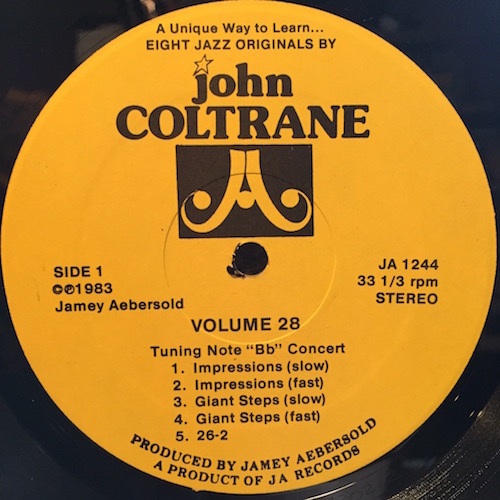 A Unique Way to Learn...
EIGHT JAZZ ORIGINALS BY
john
COLTRANE
JA
SIDE 1
©℗1983
Jamey Aebersold
JA 1244
33 1/3 rpm
STEREO
VOLUME 28
Tuning Note "Bb" Concert
1. Impressions (slow)
2. Impressions (fast)
3. Giant Steps (slow)
4. Giant Steps (fast)
5. 26-2
PRODUCED BY JAMEY AEBERSOLD
A PRODUCT OF JA RECORDS